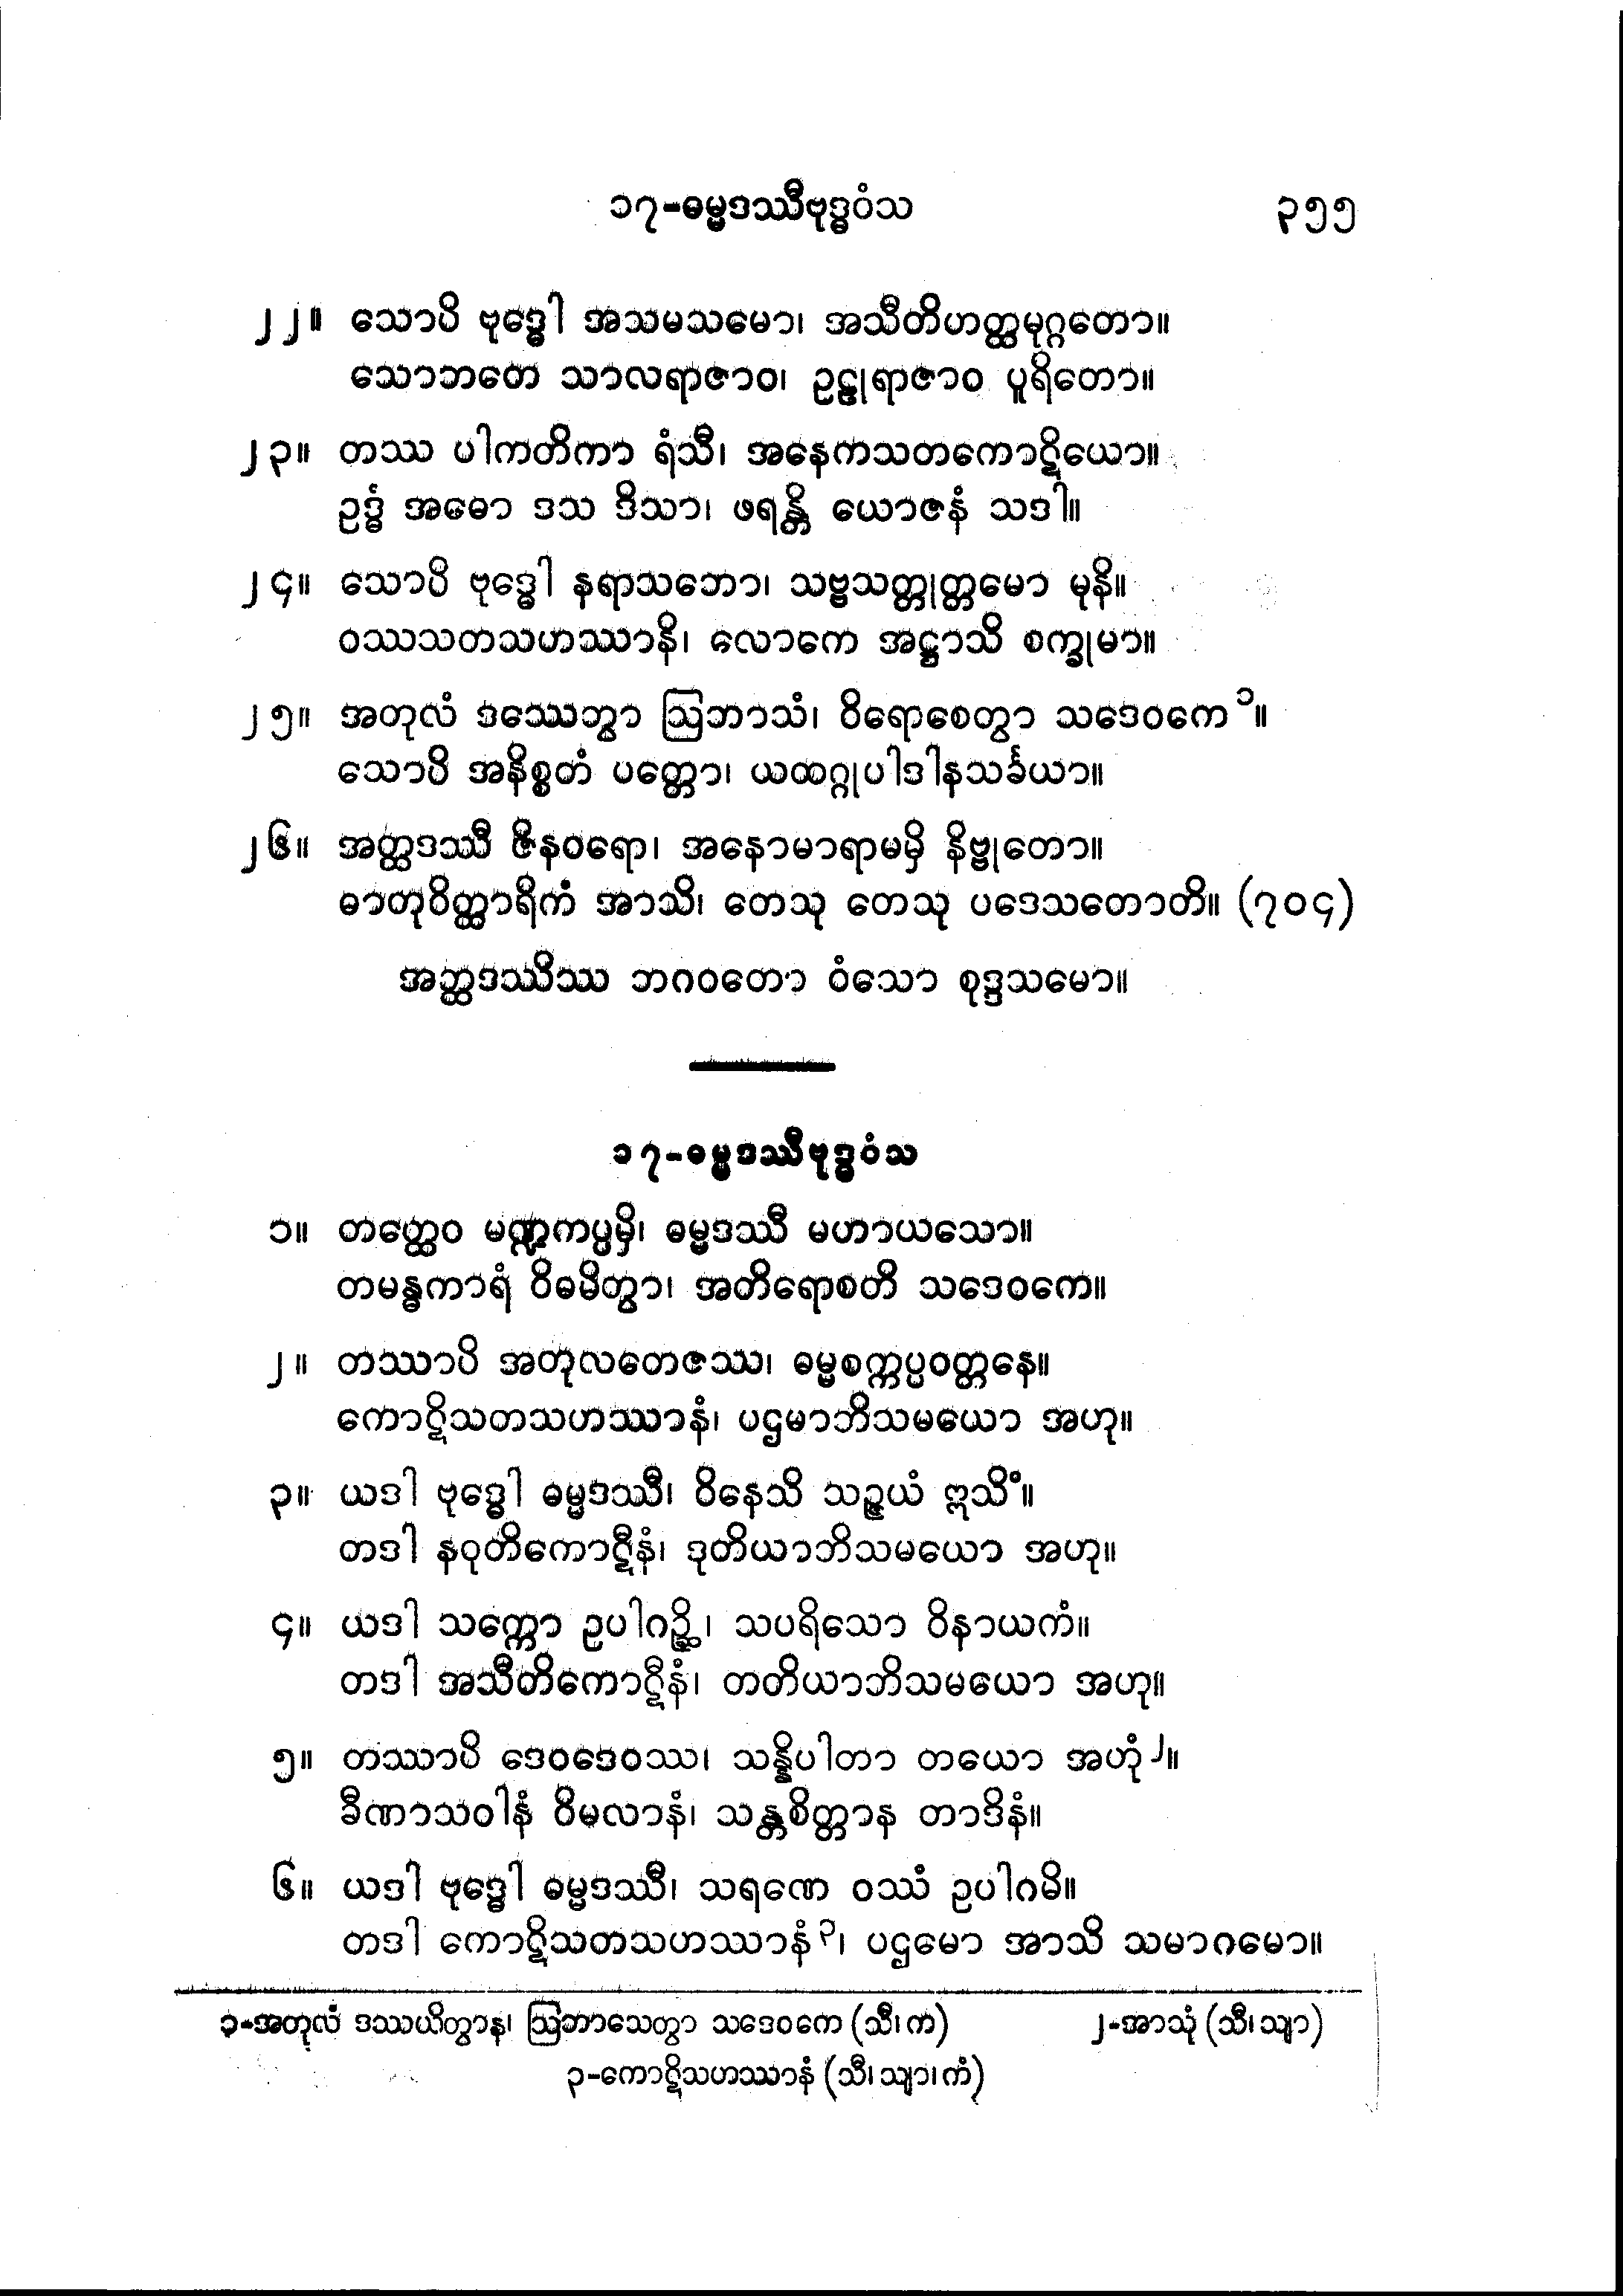 ၁၇-ဓမ္မဒဿီဗုဒ္ဓဝံသ ၃၅၅
၂၂။ သောပိ ဗုဒ္ဓေါ အသမသမော၊ အသီတိဟတ္ထမုဂ္ဂတော။
သောဘတေ သာလရာဇာဝ၊ ဥဠုရာဇာဝ ပူရိတော။
၂၃။ တဿ ပါကတိကာ ရံသီ၊ အနေကသတကောဋိယော။
ဥဒ္ဓံ အဓော ဒသ ဒိသာ၊ ဖရန္တိ ယောဇနံ သဒါ။
၂၄။ သောပိ ဗုဒ္ဓေါ နရာသဘော၊ သဗ္ဗသတ္တုတ္တမော မုနိ။
ဝဿသတသဟဿာနိ၊ လောကေ အဋ္ဌာသိ စက္ခုမာ။
၂၅။ အတုလံ ဒဿေတွာ ဩဘာသံ၊ ဝိရောစေတွာ သဒေဝကေ ၁။
သောပိ အနိစ္စတံ ပတ္တော၊ ယထဂ္ဂုပါဒါနသင်္ခယာ။
၂၆။ အတ္ထဒဿီ ဇိနဝရော၊ အနောမာရာမမှိ နိဗ္ဗုတော။
ဓာတုဝိတ္ထာရိကံ အာသိ၊ တေသု တေသု ပဒေသတောတိ။ (၇၀၄)
အတ္ထဒဿိဿ ဘဂဝတော ဝံသော စုဒ္ဒသမော။
၁၇-ဓမ္မဒဿီဗုဒ္ဓဝံသ
၁။ တတ္ထေဝ မဏ္ဍကပ္ပမှိ၊ ဓမ္မဒဿီ မဟာယသော။
တမန္ဓကာရံ ဝိဓမိတွာ၊ အတိရောစတိ သဒေဝကေ။
၂။ တဿာပိ အတုလတေဇဿ၊ ဓမ္မစက္ကပ္ပဝတ္တနေ။
ကောဋိသတသဟဿာနံ၊ ပဌမာဘိသမယော အဟု။
၃။ ယဒါ ဗုဒ္ဓေါ ဓမ္မဒဿီ၊ ဝိနေသိ သဉ္ဇယံ ဣသိံ။
တဒါ နဝုတိကောဋီနံ၊ ဒုတိယာဘိသမယော အဟု။
၄။ ယဒါ သက္ကော ဥပါဂဉ္ဆိ၊ သပရိသော ဝိနာယကံ။
တဒါ အသီတိကောဋီနံ၊ တတိယာဘိသမယော အဟု။
၅။ တဿာပိ ဒေဝဒေဝဿ၊ သန္နိပါတာ တယော အဟုံ ၂။
ခီဏာသဝါနံ ဝိမလာနံ၊ သန္တစိတ္တာန တာဒိနံ။
၆။ ယဒါ ဗုဒ္ဓေါ ဓမ္မဒဿီ၊ သရဏေ ဝဿံ ဥပါဂမိ။
တဒါ ကောဋိသတသဟဿာနံ ၃၊ ပဌမော အာသိ သမာဂမော။
၁-အတုလံ ဒဿယိတွာန၊ ဩဘာသေတွာ သဒေဝကေ (သီ၊ က) ၂-အာသုံ (သီ၊ သျာ)
၃-ကောဋိသဟဿာနံ (သီ၊ သျာ၊ ကံ)